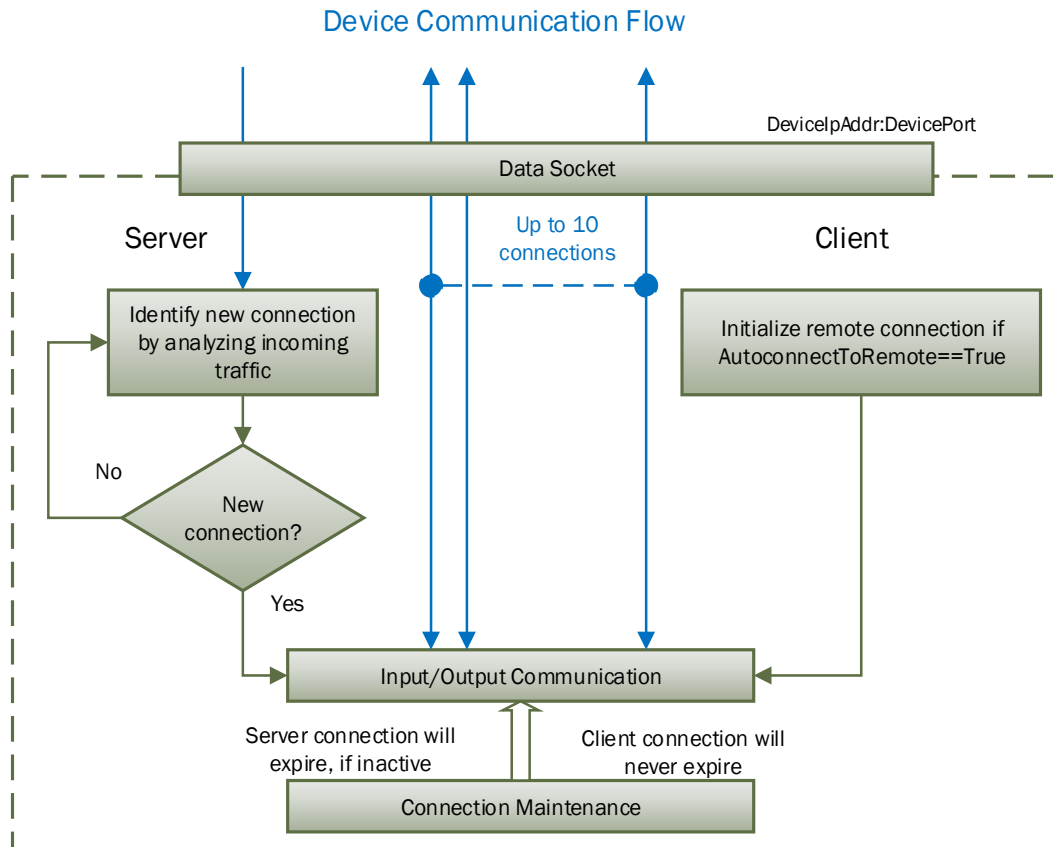 Device Communication Flow
DeviceIpAddr:DevicePort
Data Socket
Up to 10
connections
Server
Client
Identify new connection
by analyzing incoming
traffic
Initialize remote connection if
AutoconnectToRemote==True
No
New
connection?
Yes
Input/Output Communication
Server connection will
expire, if inactive
Client connection will
never expire
Connection Maintenance